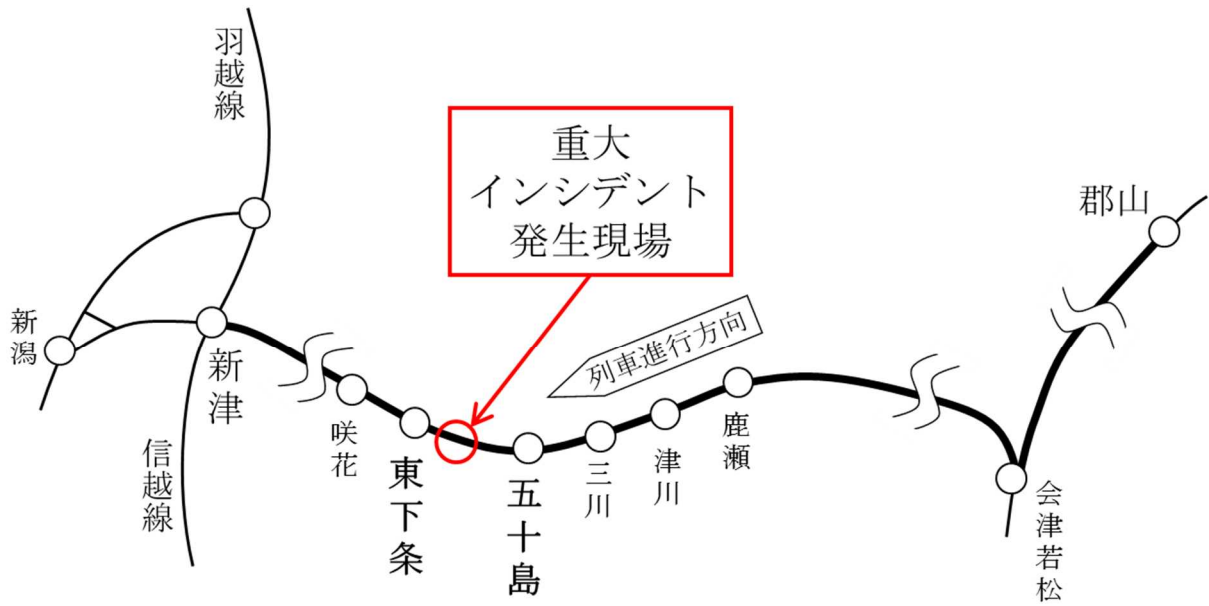 羽越線
重大
インシデント
発生現場
郡山
列車進行方向
新潟
新津
信越線
咲花
東下条
五十島
三川
津川
鹿瀬
会津若松